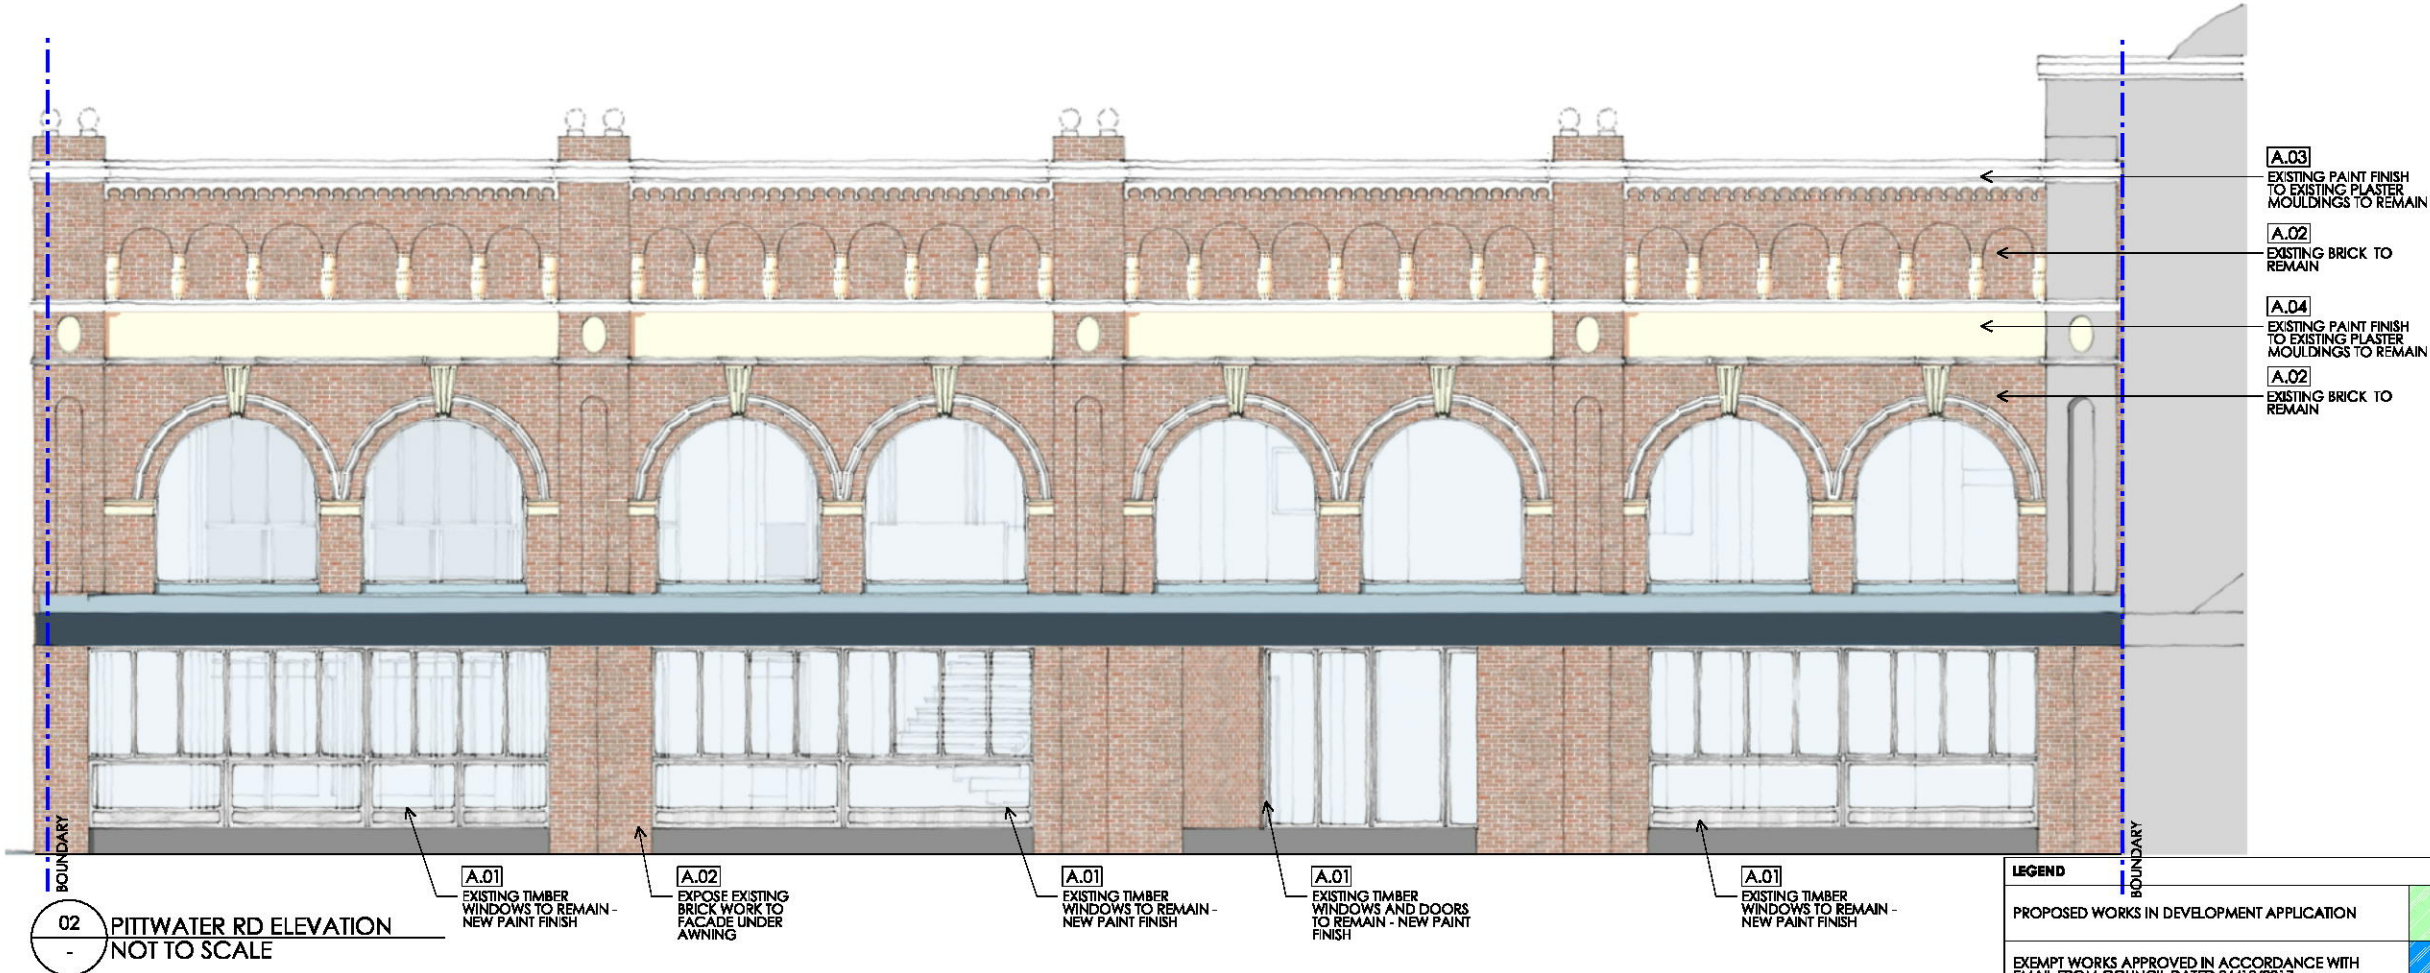 A.03
EXISTING PAINT FINISH
TO EXISTING PLASTER
MOULDINGS TO REMAIN
A.02
EXISTING BRICK TO
REMAIN
A.04
EXISTING PAINT FINISH
TO EXISTING PLASTER
MOULDINGS TO REMAIN
A.02
EXISTING BRICK TO
REMAIN
BOUNDARY
A.01
EXISTING TIMBER
WINDOWS TO REMAIN -
NEW PAINT FINISH
A.02
EXPOSE EXISTING
BRICK WORK TO
FACADE UNDER
AWNING
A.01
EXISTING TIMBER
WINDOWS TO REMAIN -
NEW PAINT FINISH
A.01
EXISTING TIMBER
WINDOWS AND DOORS
TO REMAIN - NEW PAINT
FINISH
A.01
EXISTING TIMBER
WINDOWS TO REMAIN -
NEW PAINT FINISH
BOUNDARY
02
-
PITTWATER RD ELEVATION
NOT TO SCALE
LEGEND
PROPOSED WORKS IN DEVELOPMENT APPLICATION
EXEMPT WORKS APPROVED IN ACCORDANCE WITH
EMAIL FROM COUNCIL DATED